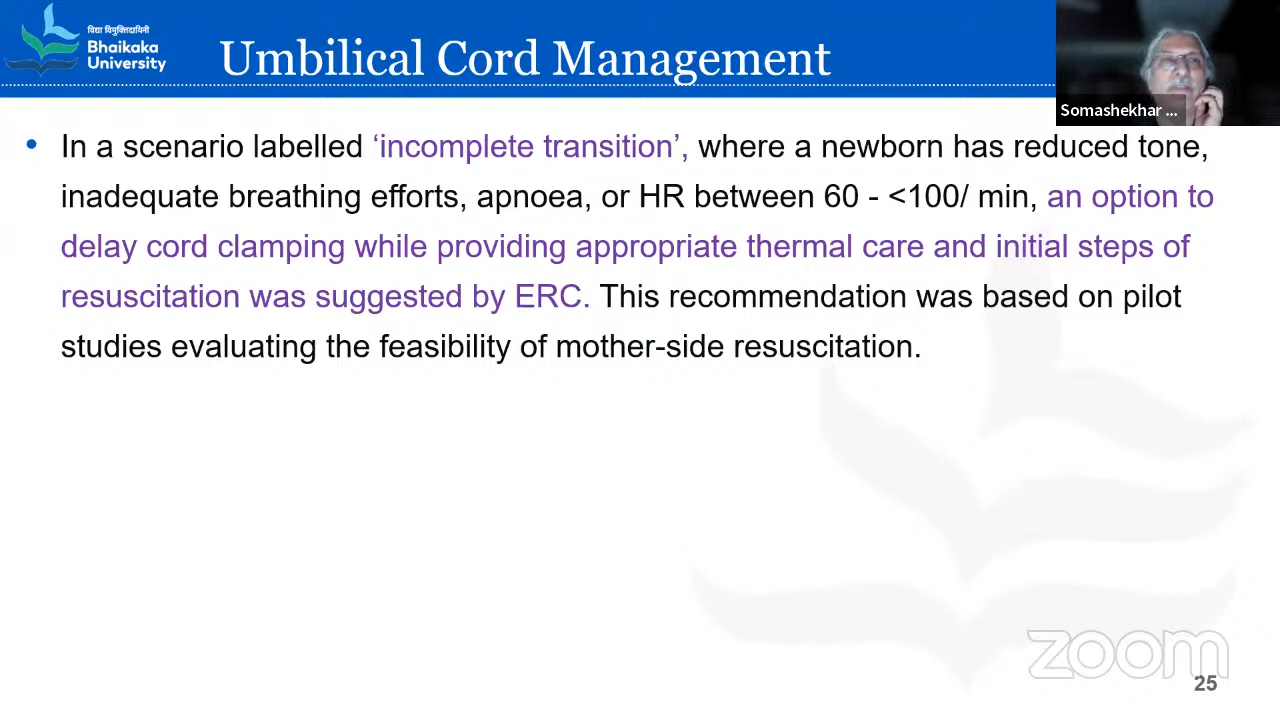 विद्या विमुक्तिदायिनी
Bhaikaka
University
Umbilical Cord Management
Somashekhar ...
• In a scenario labelled ‘incomplete transition’, where a newborn has reduced tone,
inadequate breathing efforts, apnoea, or HR between 60 - <100/ min, an option to
delay cord clamping while providing appropriate thermal care and initial steps of
resuscitation was suggested by ERC. This recommendation was based on pilot
studies evaluating the feasibility of mother-side resuscitation.
zoom
25